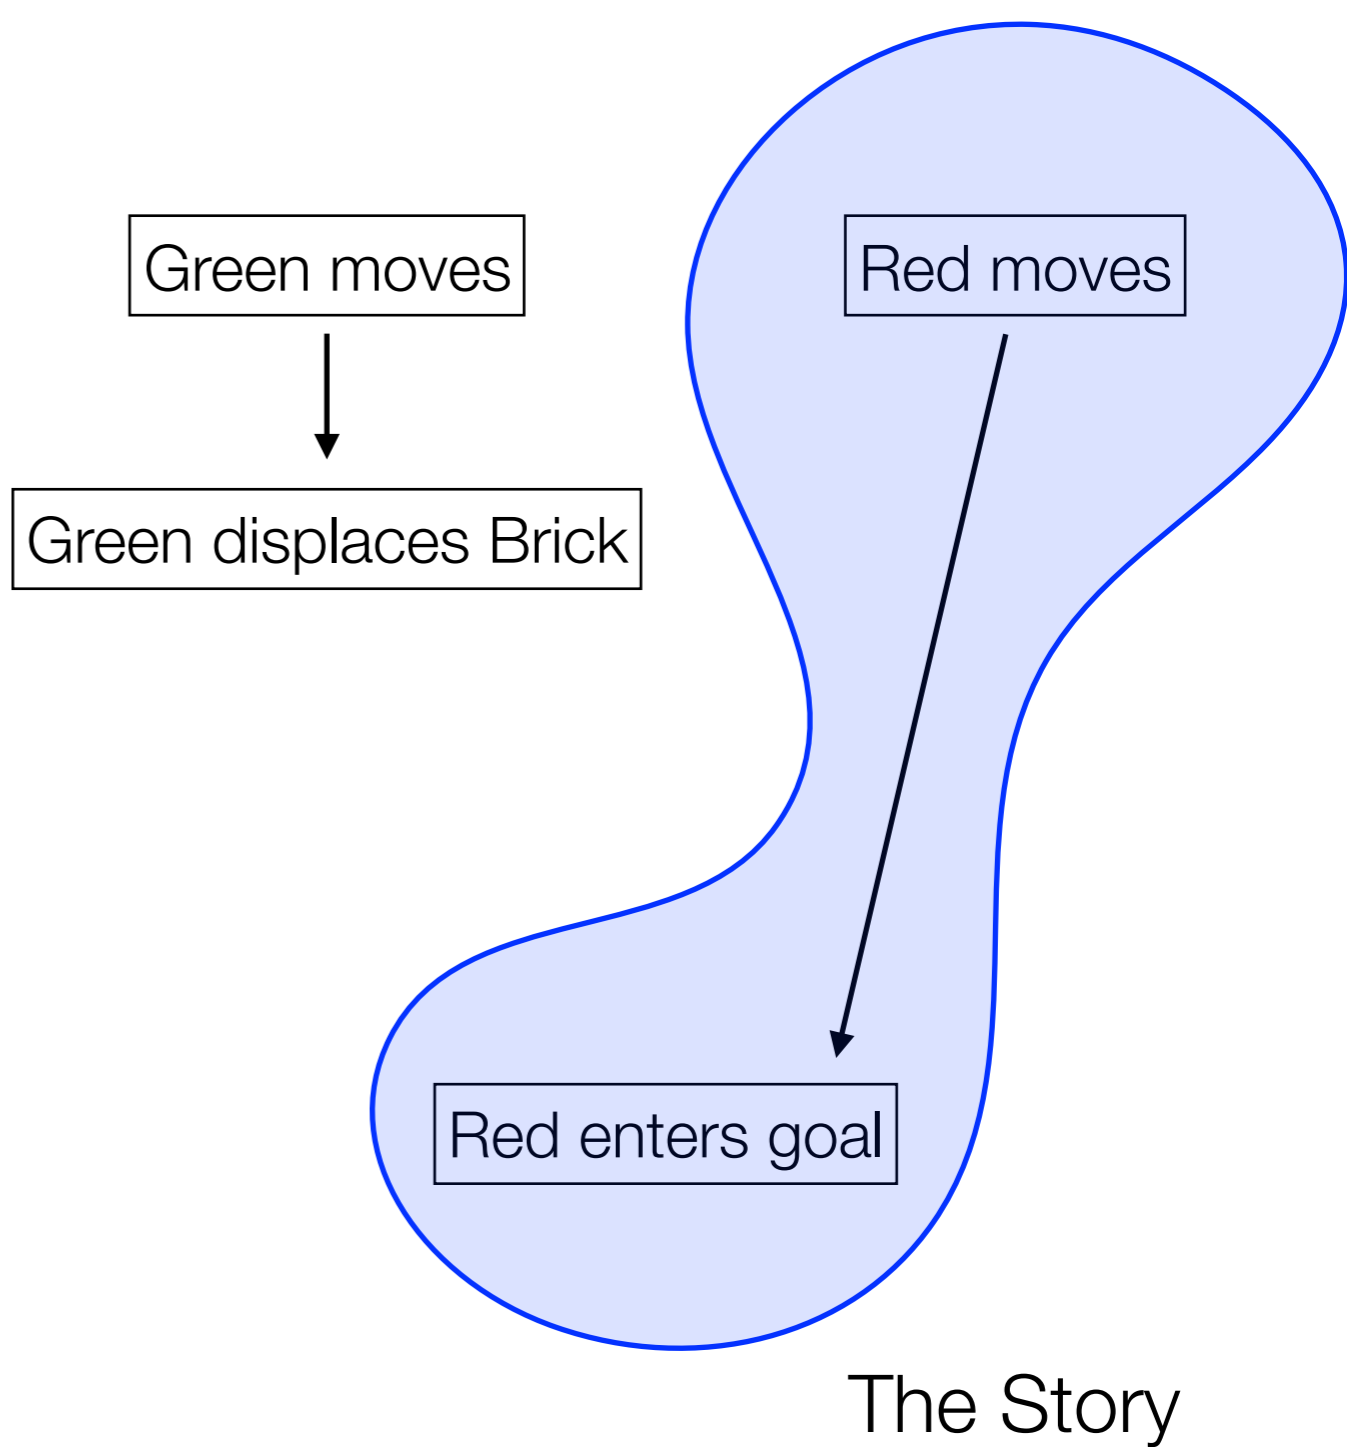 Green moves
Red moves
Green displaces Brick
Red enters goal
The Story